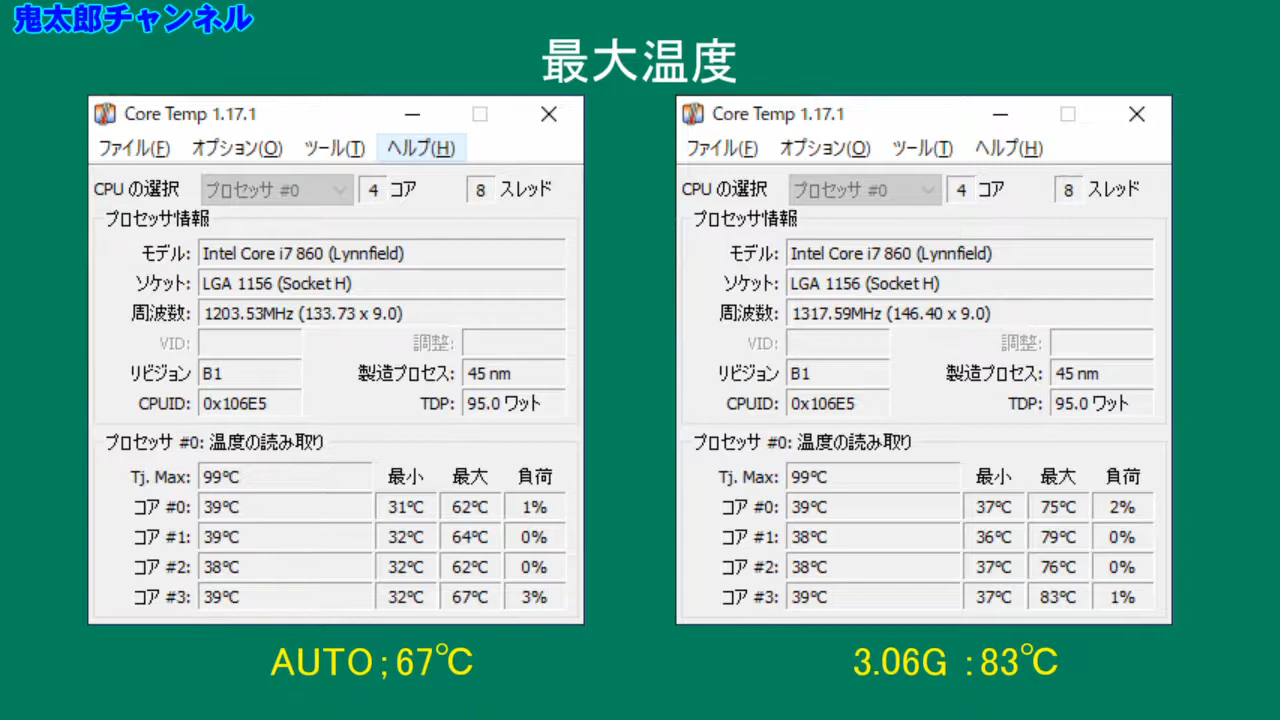 鬼太郎チャンネル
最大温度
Core Temp 1.17.1
ファイル(F) オプション(O) ツール(T) ヘルプ(H)
CPU の選択 プロセッサ #0 4 コア 8 スレッド
プロセッサ情報
モデル: Intel Core i7 860 (Lynnfield)
ソケット: LGA 1156 (Socket H)
周波数: 1203.53MHz (133.73 x 9.0)
VID: 調整:
リビジョン B1 製造プロセス: 45 nm
CPUID: 0x106E5 TDP: 95.0 ワット
プロセッサ #0: 温度の読み取り
Tj. Max: 99℃ 最小 最大 負荷
コア #0: 39℃ 31℃ 62℃ 1%
コア #1: 39℃ 32℃ 64℃ 0%
コア #2: 38℃ 32℃ 62℃ 0%
コア #3: 39℃ 32℃ 67℃ 3%
AUTO ; 67℃
Core Temp 1.17.1
ファイル(F) オプション(O) ツール(T) ヘルプ(H)
CPU の選択 プロセッサ #0 4 コア 8 スレッド
プロセッサ情報
モデル: Intel Core i7 860 (Lynnfield)
ソケット: LGA 1156 (Socket H)
周波数: 1317.59MHz (146.40 x 9.0)
VID: 調整:
リビジョン B1 製造プロセス: 45 nm
CPUID: 0x106E5 TDP: 95.0 ワット
プロセッサ #0: 温度の読み取り
Tj. Max: 99℃ 最小 最大 負荷
コア #0: 39℃ 37℃ 75℃ 2%
コア #1: 38℃ 36℃ 79℃ 0%
コア #2: 38℃ 37℃ 76℃ 0%
コア #3: 39℃ 37℃ 83℃ 1%
3.06G : 83℃